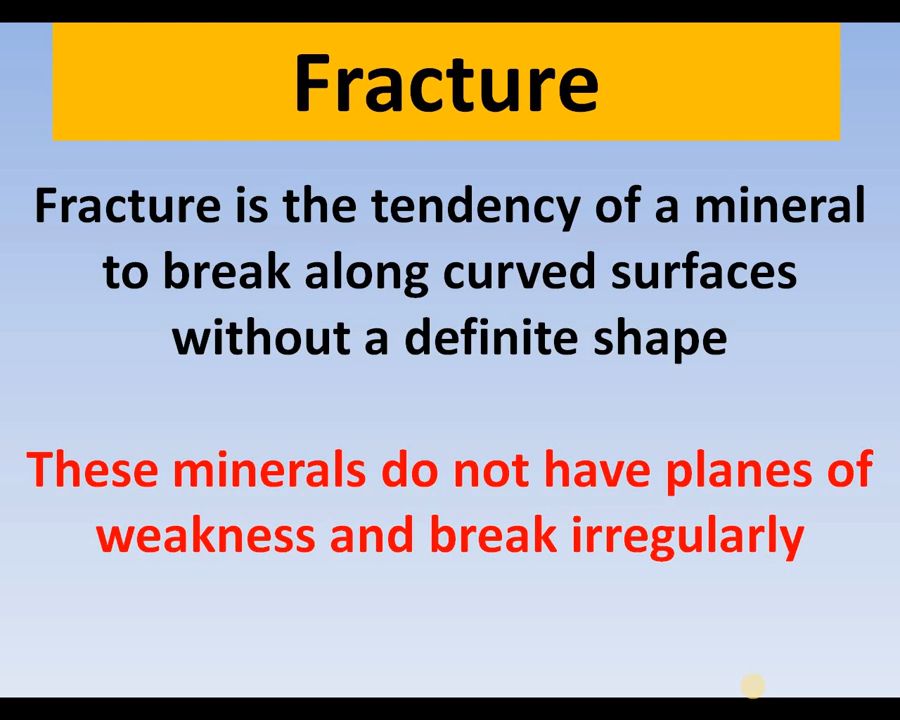 Fracture
Fracture is the tendency of a mineral
to break along curved surfaces
without a definite shape
These minerals do not have planes of
weakness and break irregularly